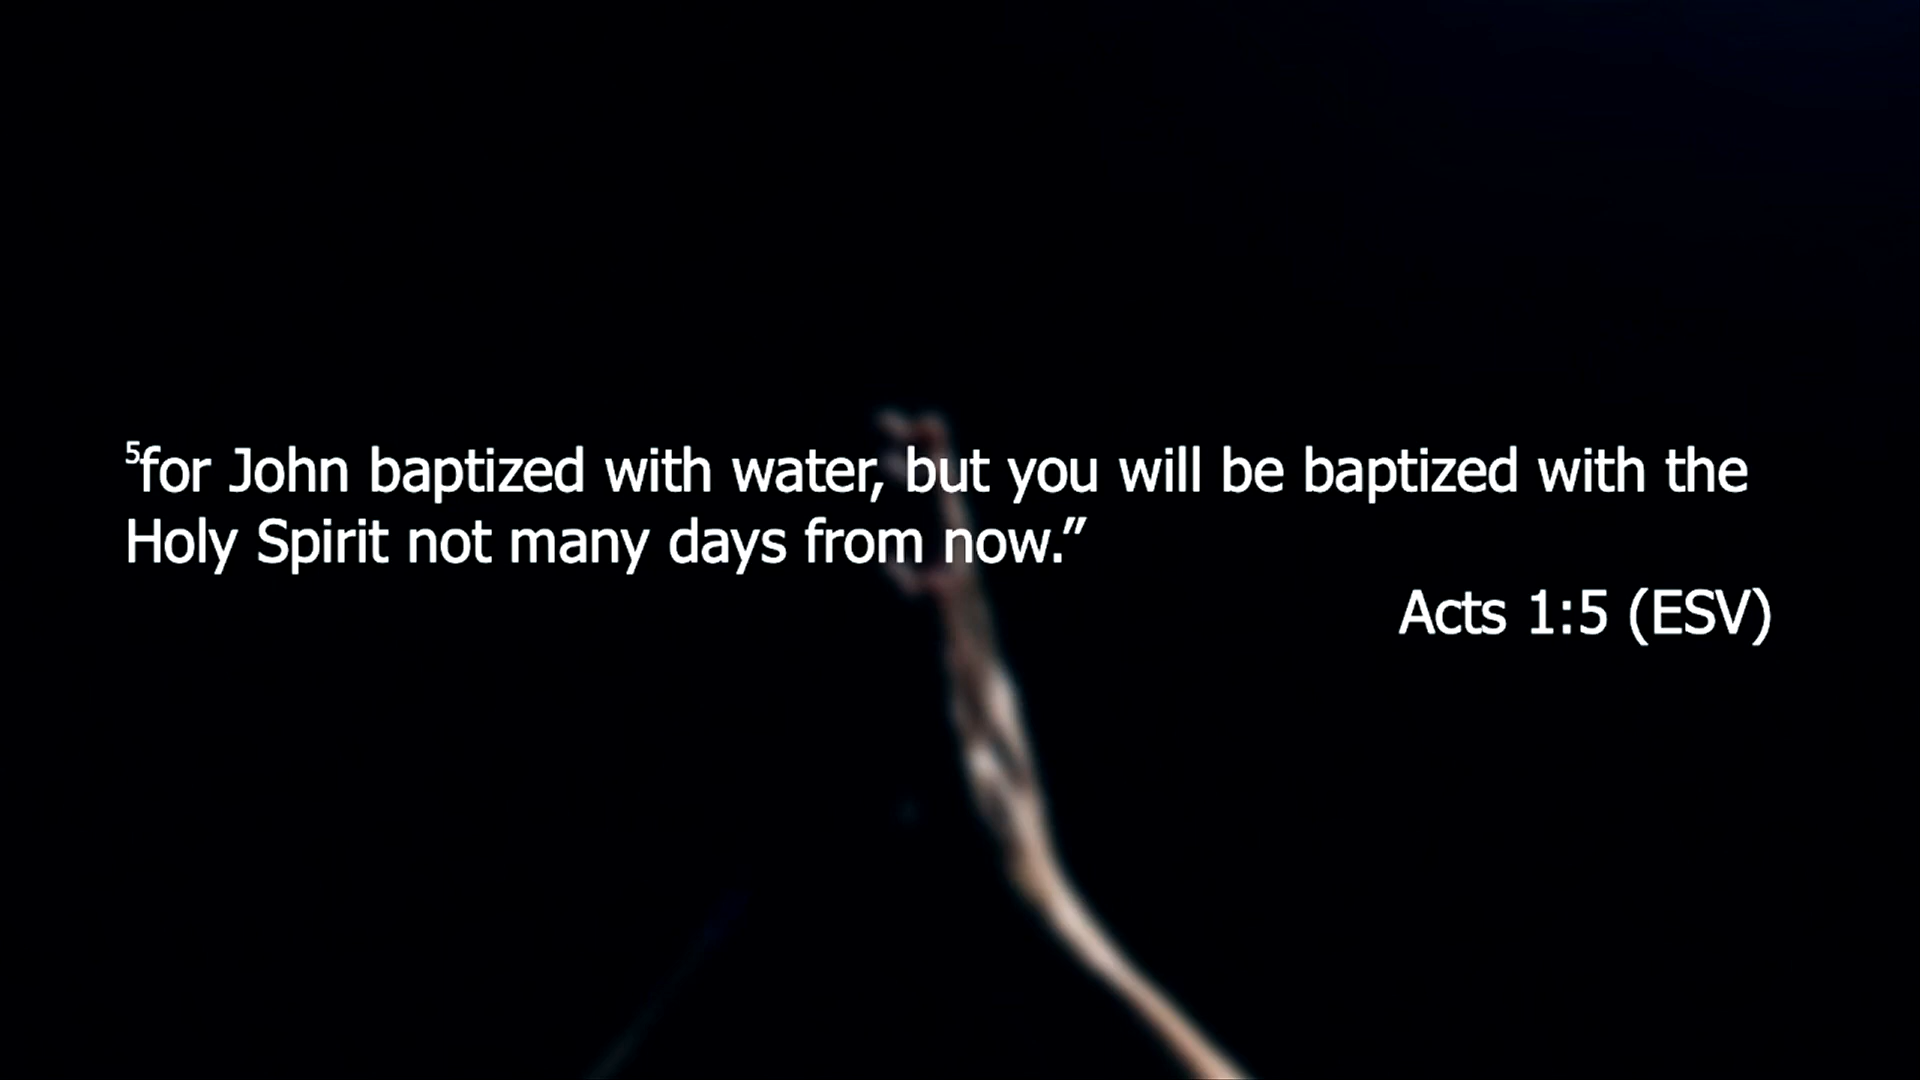 ⁵for John baptized with water, but you will be baptized with the
Holy Spirit not many days from now.”
Acts 1:5 (ESV)